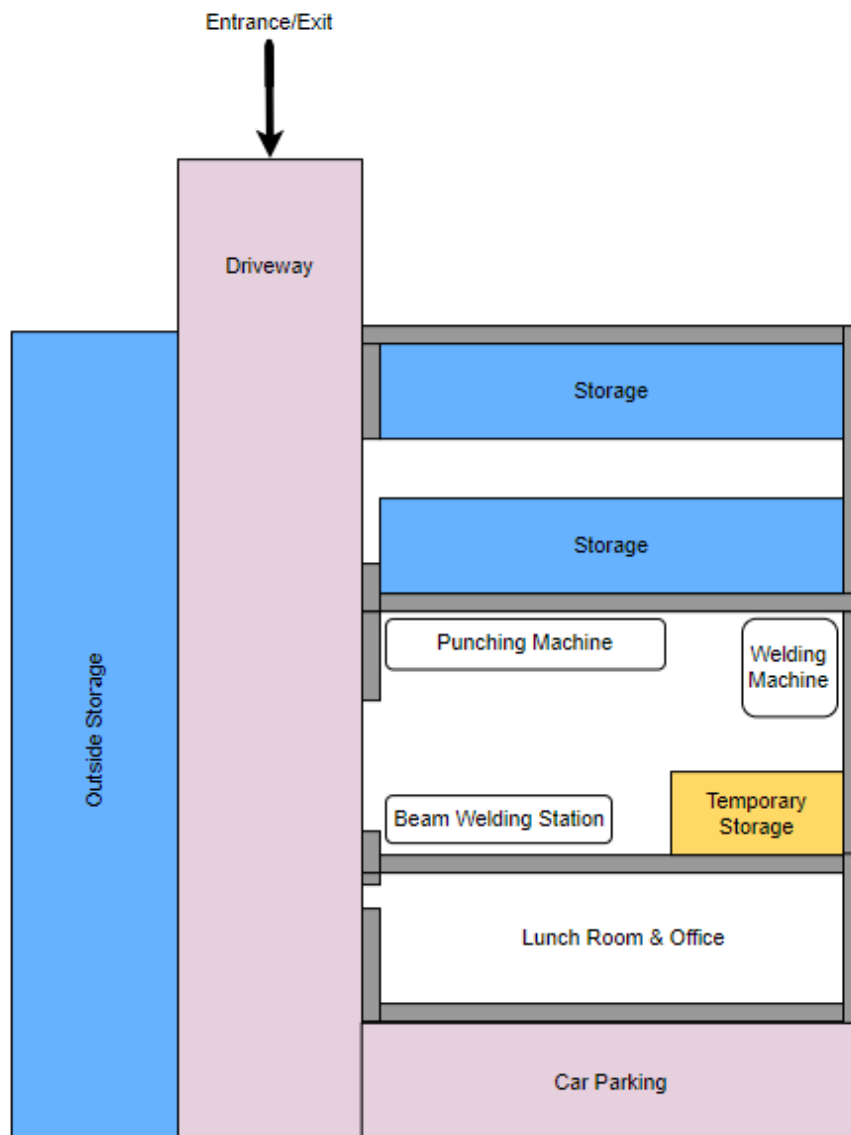 Entrance/Exit
Driveway
Storage
Storage
Punching Machine
Welding
Machine
Outside Storage
Temporary
Storage
Beam Welding Station
Lunch Room & Office
Car Parking